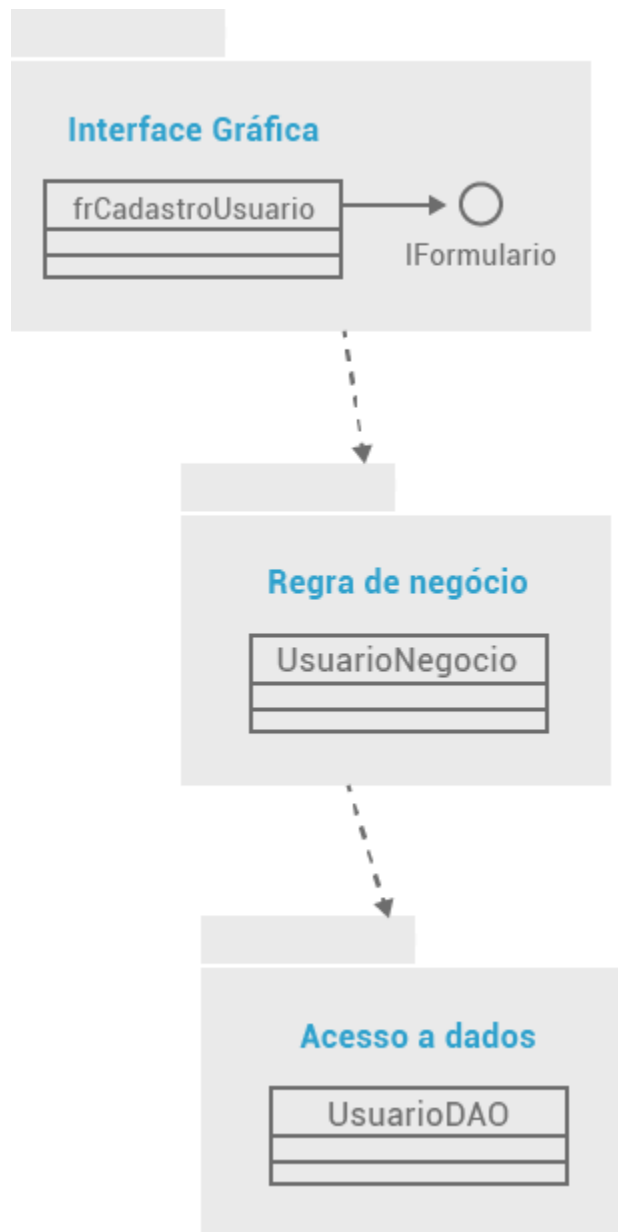 Interface Gráfica
frCadastroUsuario
IFormulario
Regra de negócio
UsuarioNegocio
Acesso a dados
UsuarioDAO